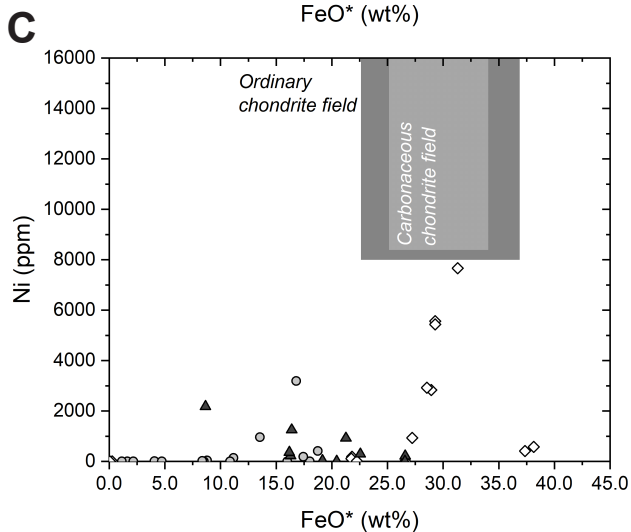 FeO* (wt%)
C
16000
14000
12000
10000
8000
6000
4000
2000
0
Ni (ppm)
Ordinary
chondrite field
Carbonaceous
chondrite field
0.0 5.0 10.0 15.0 20.0 25.0 30.0 35.0 40.0 45.0
FeO* (wt%)